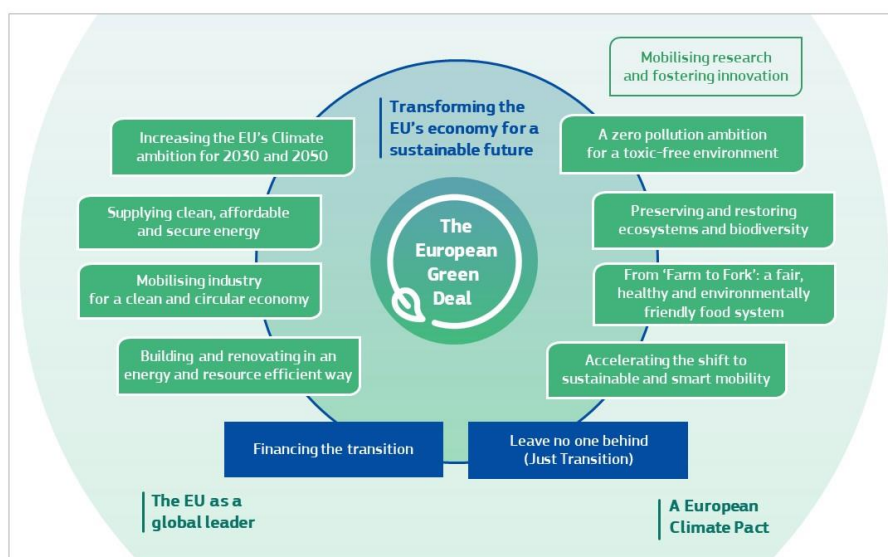 Mobilising research
and fostering innovation
Transforming the
EU's economy for a
sustainable future
Increasing the EU's Climate
ambition for 2030 and 2050
A zero pollution ambition
for a toxic-free environment
Supplying clean, affordable
and secure energy
Preserving and restoring
ecosystems and biodiversity
The
European
Green
Deal
Mobilising industry
for a clean and circular economy
From ‘Farm to Fork’: a fair,
healthy and environmentally
friendly food system
Building and renovating in an
energy and resource efficient way
Accelerating the shift to
sustainable and smart mobility
Financing the transition
Leave no one behind
(Just Transition)
The EU as a
global leader
A European
Climate Pact